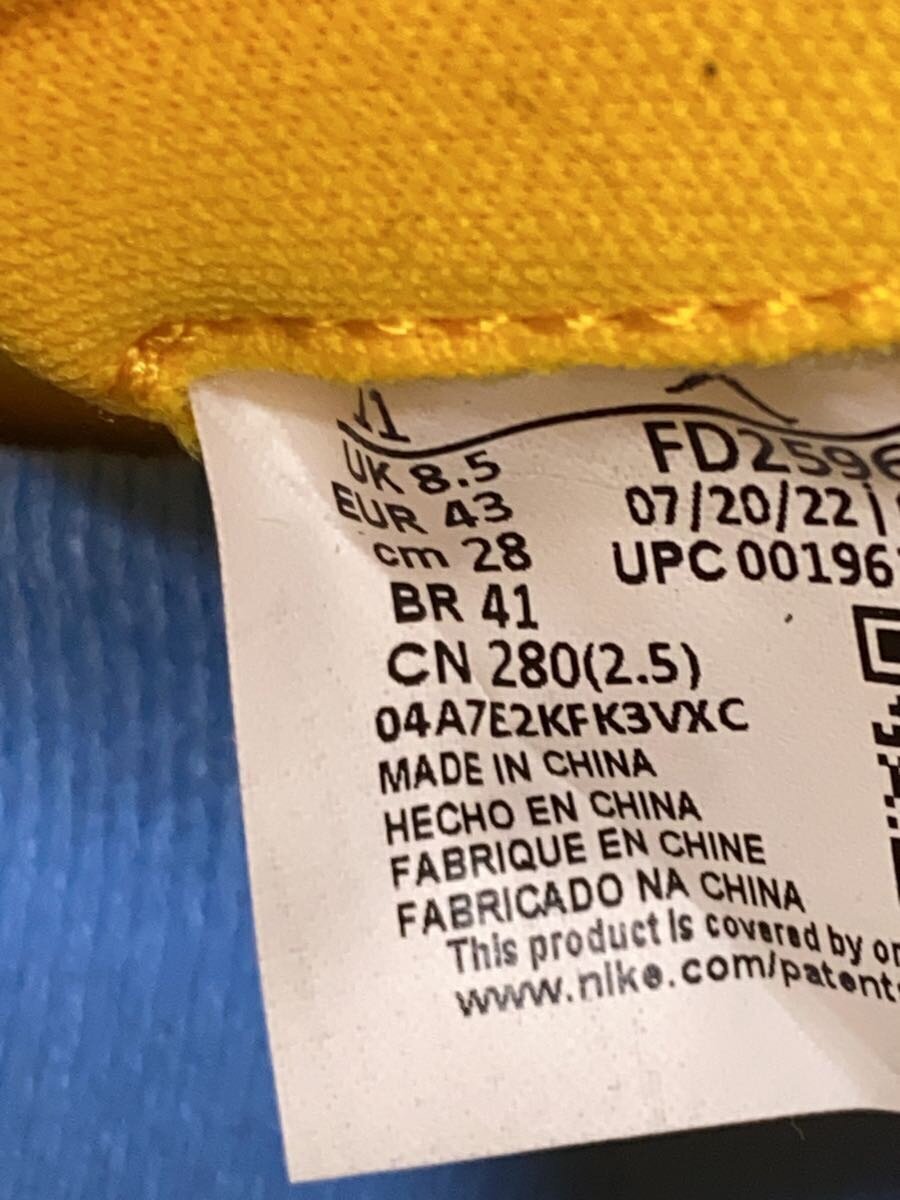 11
UK 8.5
EUR 43
cm 28
BR 41
CN 280(2.5)
04A7E2KFK3VXC
MADE IN CHINA
HECHO EN CHINA
FABRIQUE EN CHINE
FABRICADO NA CHINA
This product is covered by
www.nike.com/patents
FD2596
07/20/22
UPC 001961